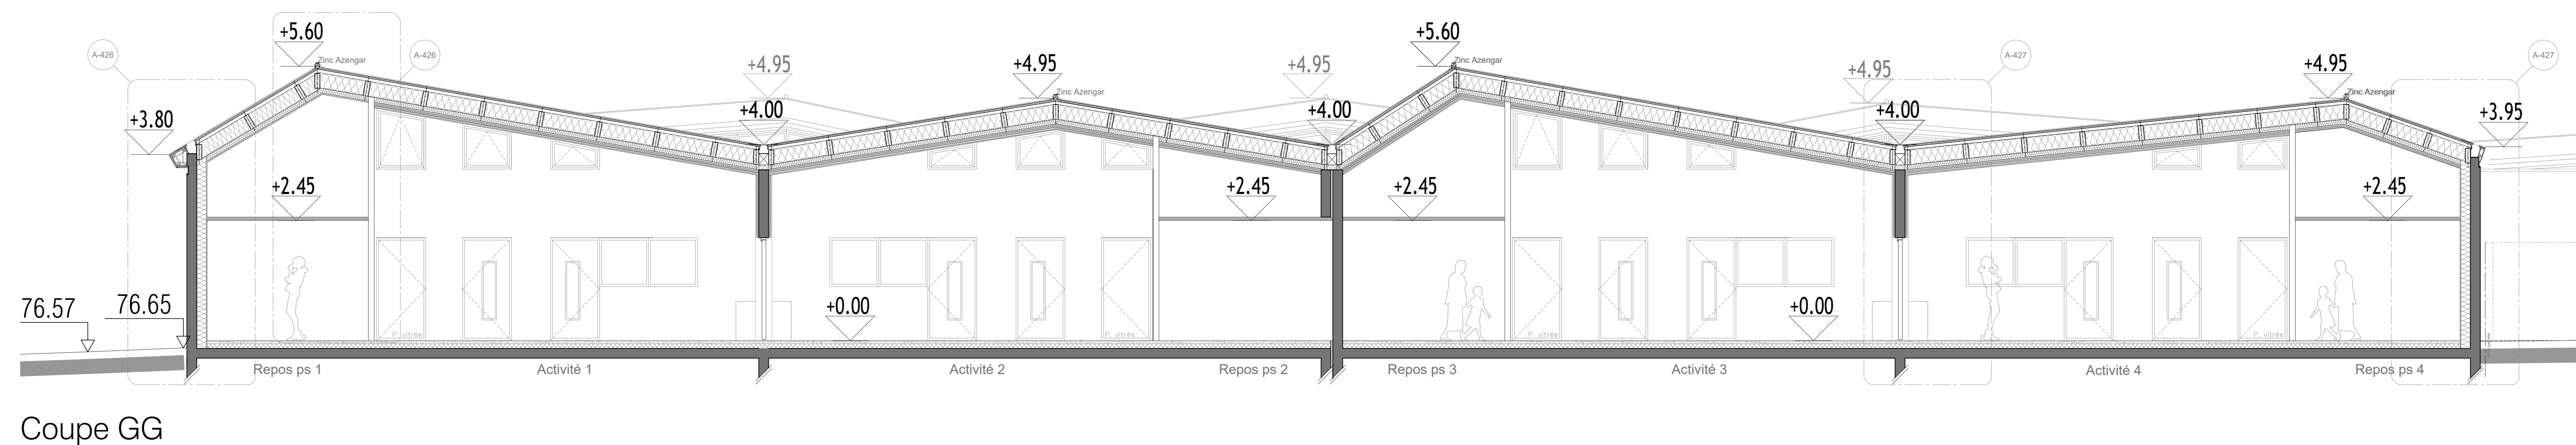 +5.60
+5.60
A-426
A-426
Zinc Azengar
+4.95
+4.95
+4.95
Zinc Azengar
+4.95
A-427
+4.95
A-427
Zinc Azengar
Zinc Azengar
+3.80
+4.00
+4.00
+4.00
+3.95
+2.45
+2.45
+2.45
+2.45
76.57
76.65
+0.00
+0.00
P. vitrée
P. vitrée
P. vitrée
P. vitrée
Repos ps 1
Activité 1
Activité 2
Repos ps 2
Repos ps 3
Activité 3
Activité 4
Repos ps 4
Coupe GG